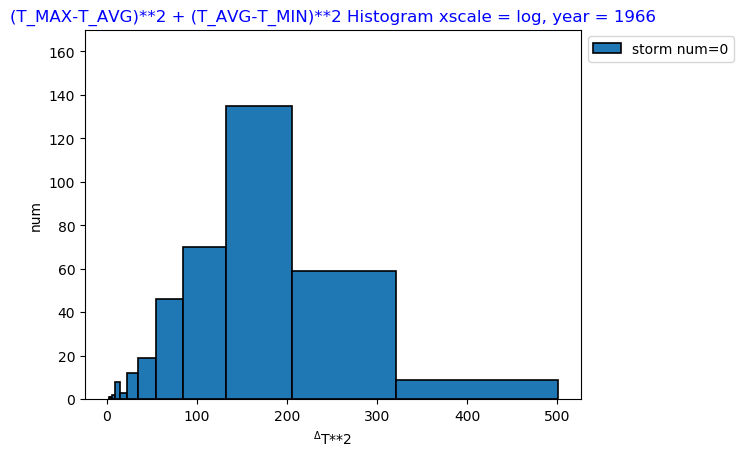 (T_MAX-T_AVG)**2 + (T_AVG-T_MIN)**2 Histogram xscale = log, year = 1966
storm num=0
160
140
120
100
80
60
40
20
0
num
0 100 200 300 400 500
ΔT**2